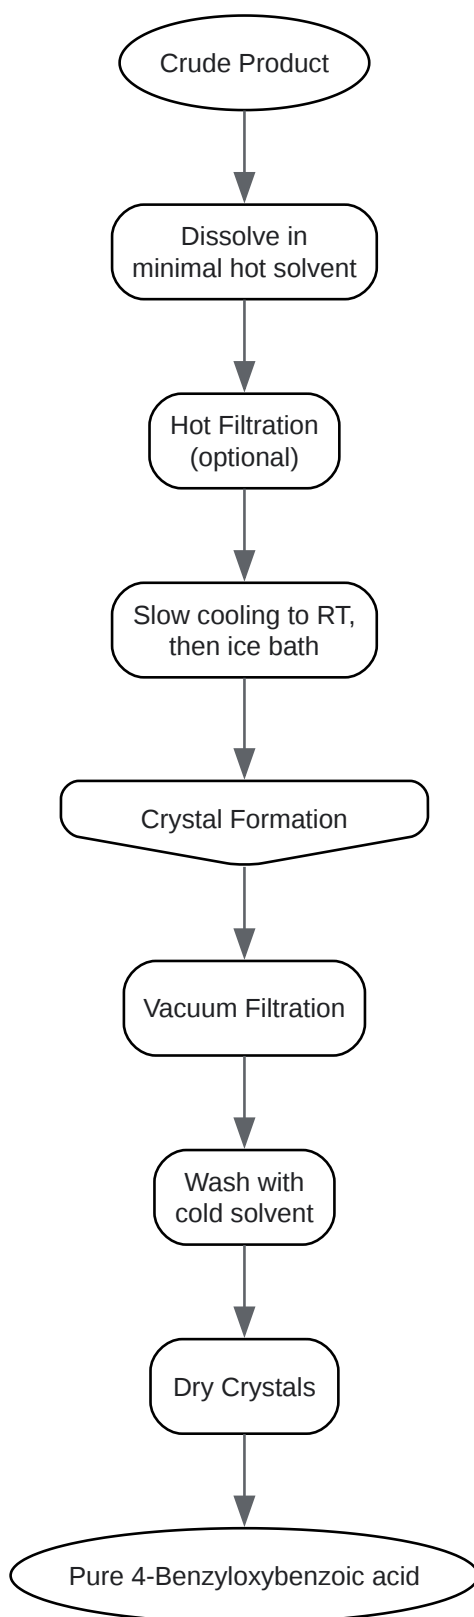 Crude Product
Dissolve in
minimal hot solvent
Hot Filtration
(optional)
Slow cooling to RT,
then ice bath
Crystal Formation
Vacuum Filtration
Wash with
cold solvent
Dry Crystals
Pure 4-Benzyloxybenzoic acid